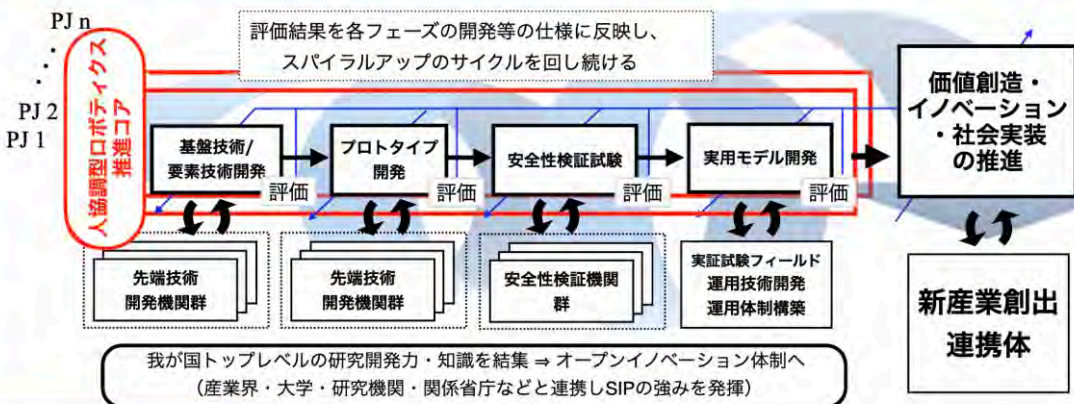 PJ n
PJ 2
PJ 1
人協調型ロボティクス
推進コア
評価結果を各フェーズの開発等の仕様に反映し、
スパイラルアップのサイクルを回し続ける
基盤技術/
要素技術開発
評価
プロトタイプ
開発
評価
安全性検証試験
評価
実用モデル開発
評価
価値創造・
イノベーション
・社会実装
の推進
先端技術
開発機関群
先端技術
開発機関群
安全性検証機関
群
実証試験フィールド
運用技術開発
運用体制構築
新産業創出
連携体
我が国トップレベルの研究開発力・知識を結集 ⇒ オープンイノベーション体制へ
（産業界・大学・研究機関・関係省庁などと連携しSIPの強みを発揮）